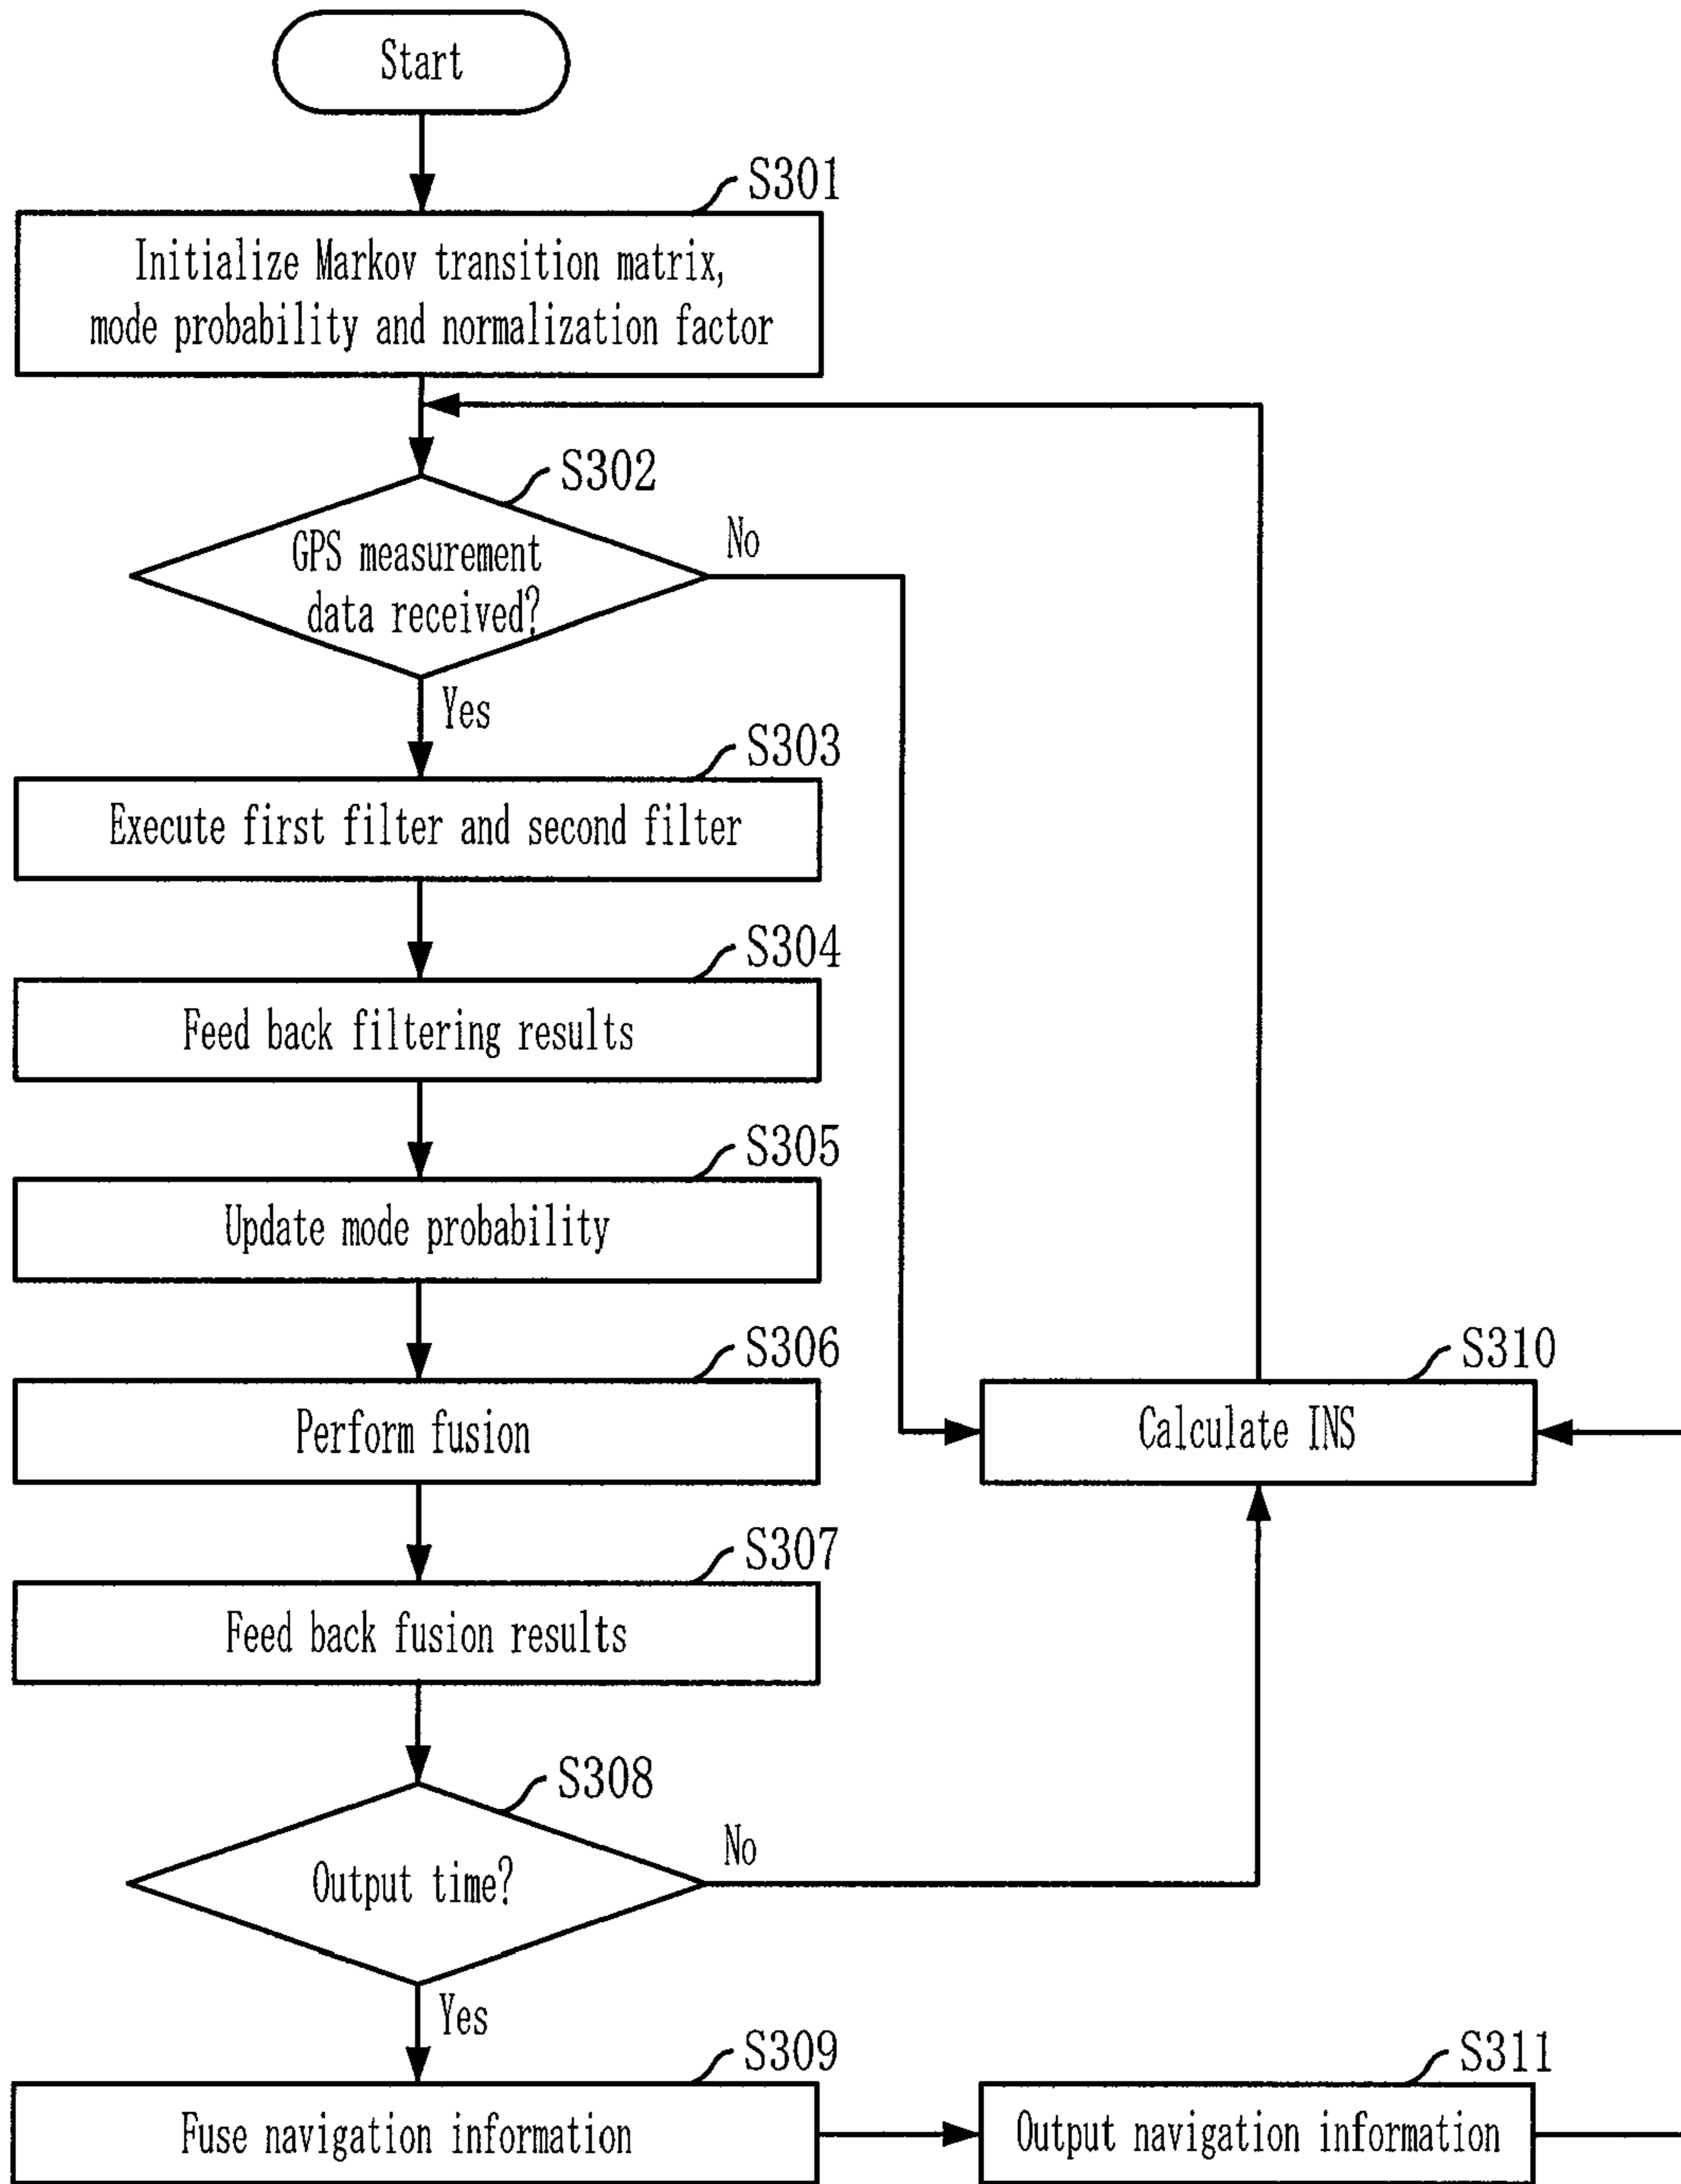 Start
S301
Initialize Markov transition matrix,
mode probability and normalization factor
S302
GPS measurement
data received?
No
Yes
S303
Execute first filter and second filter
S304
Feed back filtering results
S305
Update mode probability
S306
Perform fusion
S310
Calculate INS
S307
Feed back fusion results
S308
Output time?
No
Yes
S309
Fuse navigation information
S311
Output navigation information